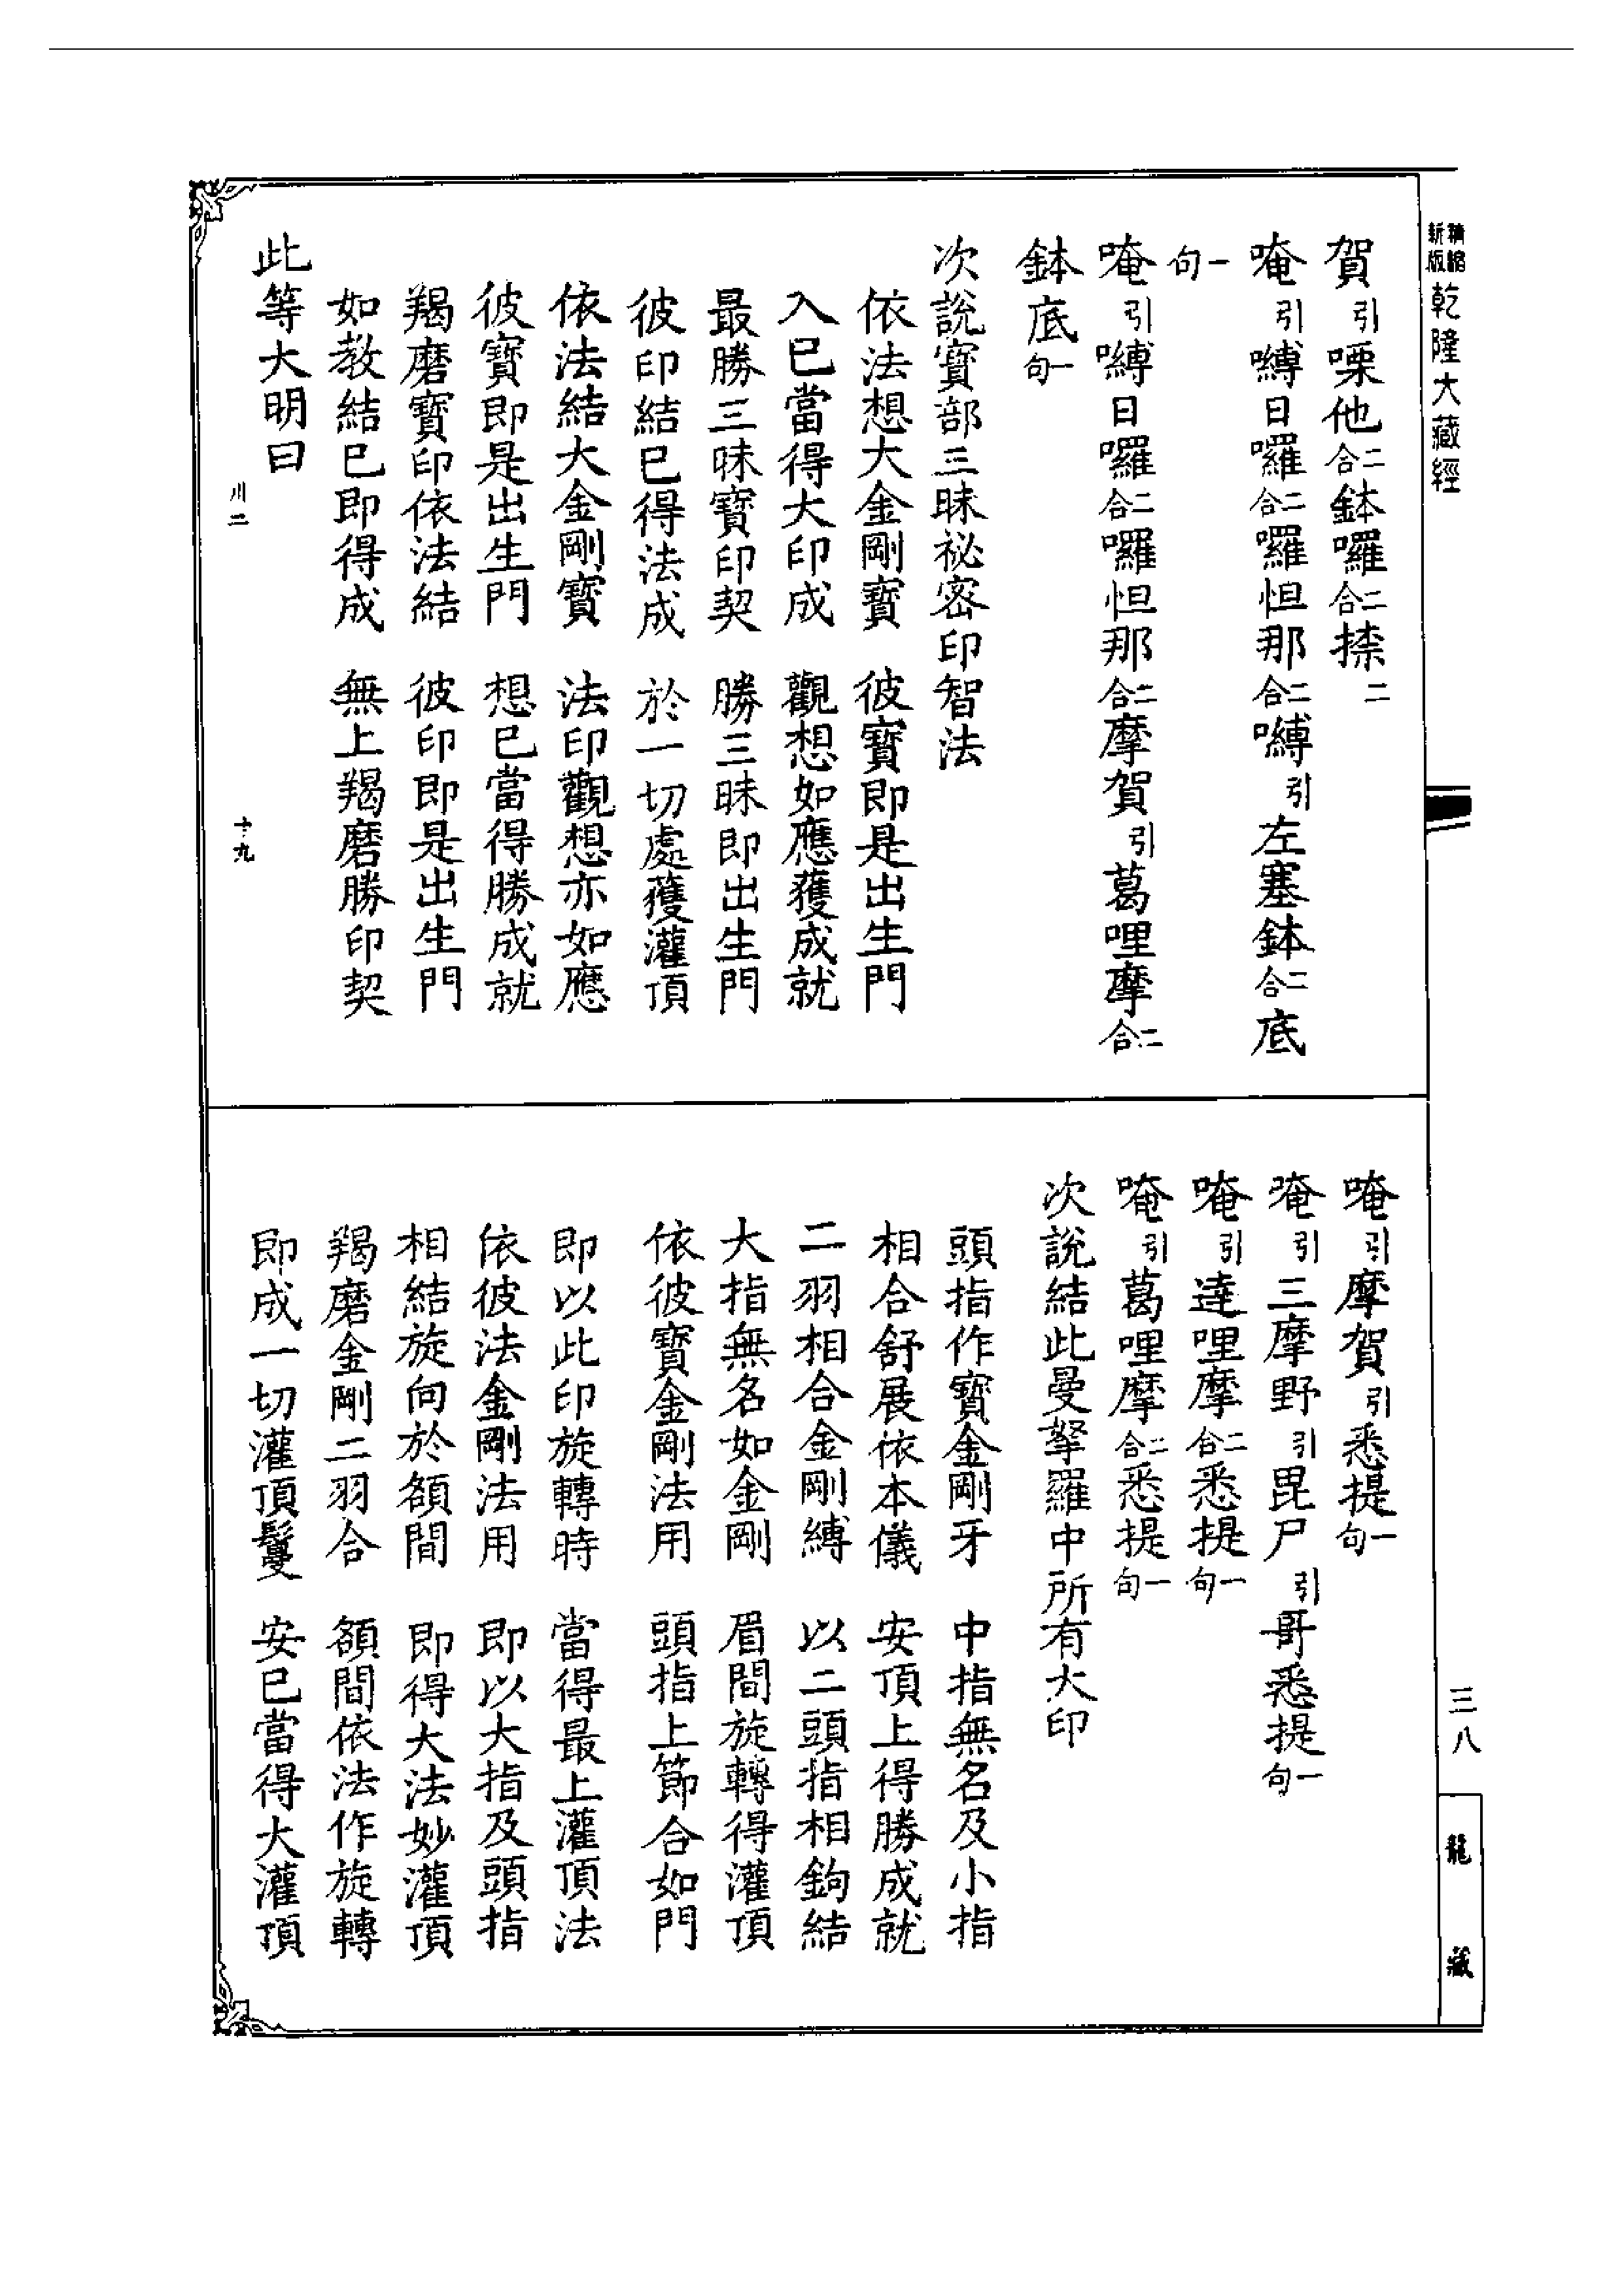 精縮新版乾隆大藏經
賀引㗚他二合鉢囉二合捺二
唵引嚩日囉二合囉怛那二合嚩引左塞鉢二合底
一句
唵引嚩日囉二合囉怛那二合摩賀引葛哩摩二合
鉢底一句
次說寶部三昧祕密印智法
依法想大金剛寶 彼寶即是出生門
入已當得大印成 觀想如應獲成就
最勝三昧寶印契 勝三昧即出生門
彼印結已得法成 於一切處獲灌頂
依法結大金剛寶 法印觀想亦如應
彼寶即是出生門 想已當得勝成就
羯磨寶印依法結 彼印即是出生門
如教結已即得成 無上羯磨勝印契
此等大明曰
川二 十九
唵引摩賀引悉提一句
唵引三摩野引毘尸引哥悉提一句
唵引達哩摩二合悉提一句
唵引葛哩摩二合悉提一句
次說結此曼拏羅中所有大印
頭指作寶金剛牙 中指無名及小指
相合舒展依本儀 安頂上得勝成就
二羽相合金剛縛 以二頭指相鉤結
大指無名如金剛 眉間旋轉得灌頂
依彼寶金剛法用 頭指上節合如門
即以此印旋轉時 當得最上灌頂法
依彼法金剛法用 即以大指及頭指
相結旋向於額間 即得大法妙灌頂
羯磨金剛二羽合 額間依法作旋轉
即成一切灌頂鬘 安已當得大灌頂
三八
龍藏